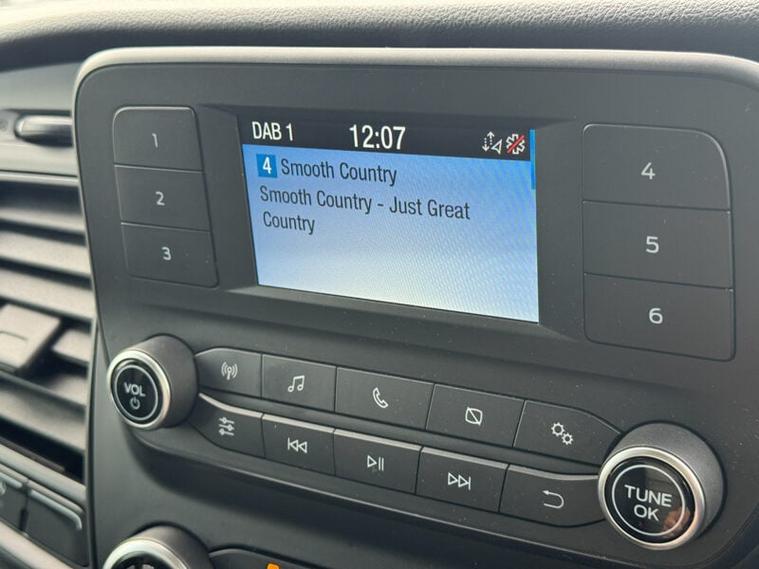 DAB 1 12:07
4 Smooth Country
Smooth Country - Just Great
Country
1
2
3
4
5
6
VOL
TUNE
OK